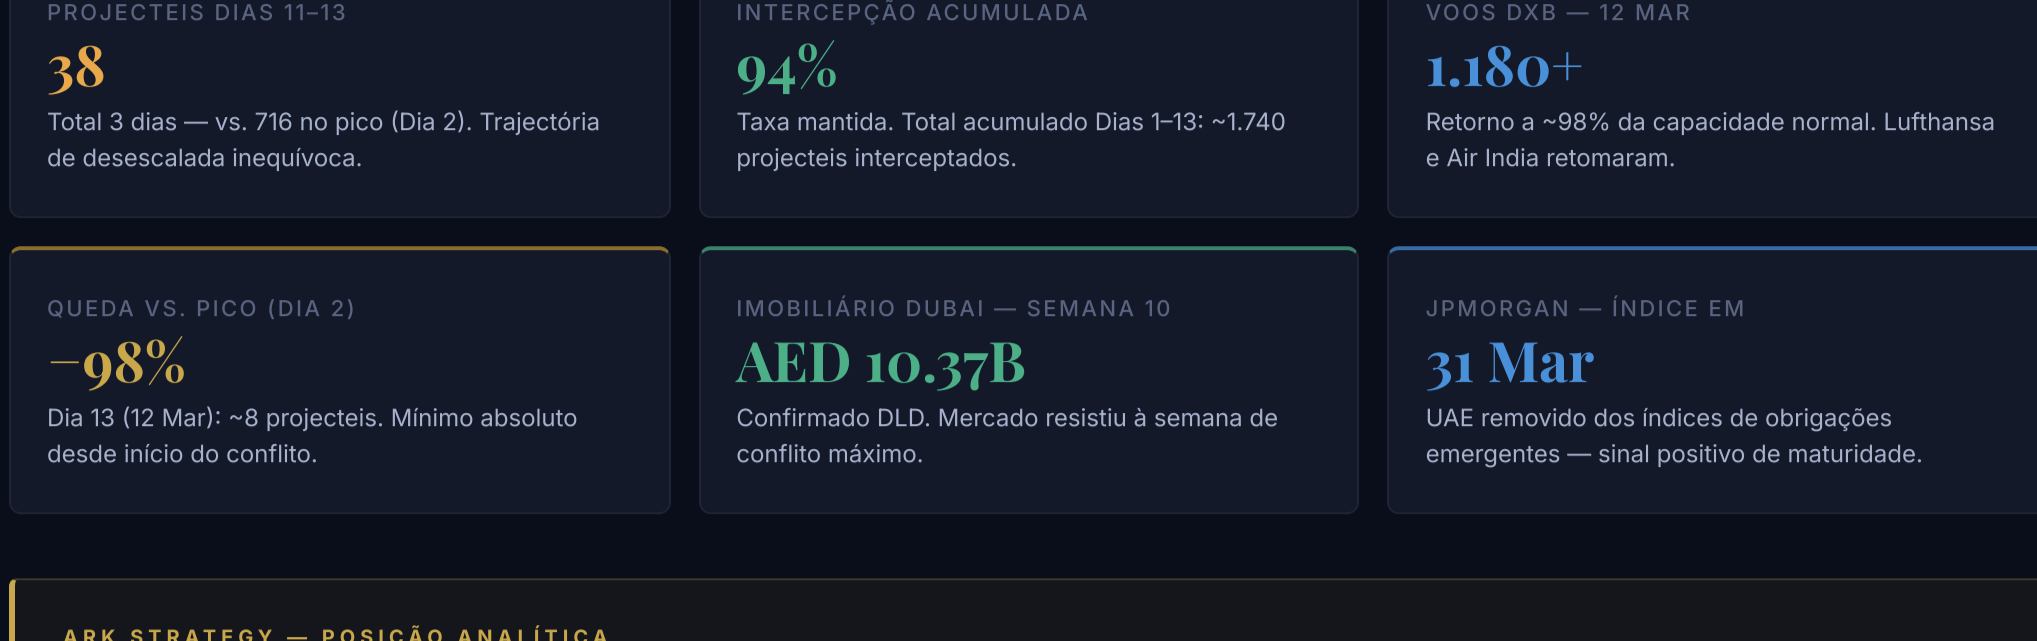 PROJECTEIS DIAS 11–13
38
Total 3 dias — vs. 716 no pico (Dia 2). Trajectória
de desescalada inequívoca.
INTERCEPÇÃO ACUMULADA
94%
Taxa mantida. Total acumulado Dias 1–13: ~1.740
projecteis interceptados.
VOOS DXB — 12 MAR
1.180+
Retorno a ~98% da capacidade normal. Lufthansa
e Air India retomaram.
QUEDA VS. PICO (DIA 2)
−98%
Dia 13 (12 Mar): ~8 projecteis. Mínimo absoluto
desde início do conflito.
IMOBILIÁRIO DUBAI — SEMANA 10
AED 10.37B
Confirmado DLD. Mercado resistiu à semana de
conflito máximo.
JPMORGAN — ÍNDICE EM
31 Mar
UAE removido dos índices de obrigações
emergentes — sinal positivo de maturidade.
ARK STRATEGY — POSIÇÃO ANALÍTICA